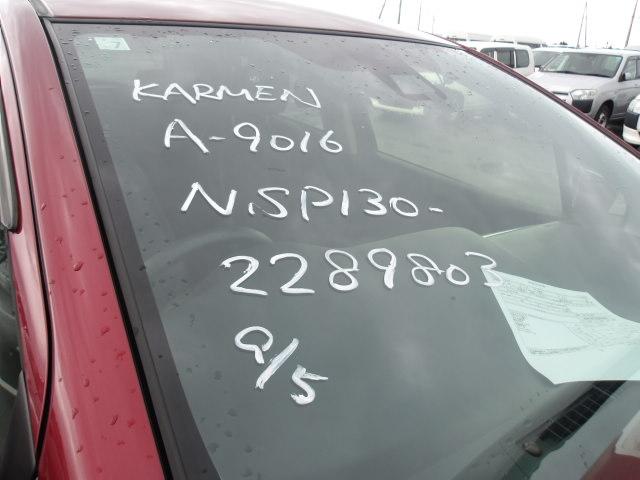 KARMEN
A-9016
NSP130-
2289803
9/5